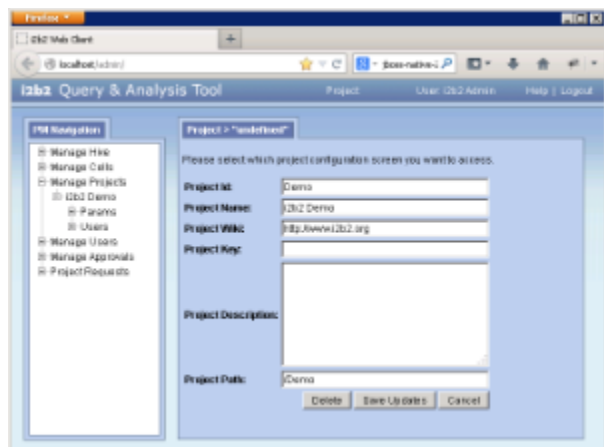 Firefox
i2b2 Web Client
localhost/admin/
jboss-native-
i2b2 Query & Analysis Tool
Project
User: i2b2 Admin
Help | Logout
PM Navigation
Manage Hive
Manage Cells
Manage Projects
i2b2 Demo
Params
Users
Manage Users
Manage Approvals
Project Requests
Project > "undefined"
Please select which project configuration screen you want to access.
Project Id: Demo
Project Name: i2b2 Demo
Project Wiki: http://www.i2b2.org
Project Key:
Project Description:
Project Path: /Demo
Delete Save Updates Cancel